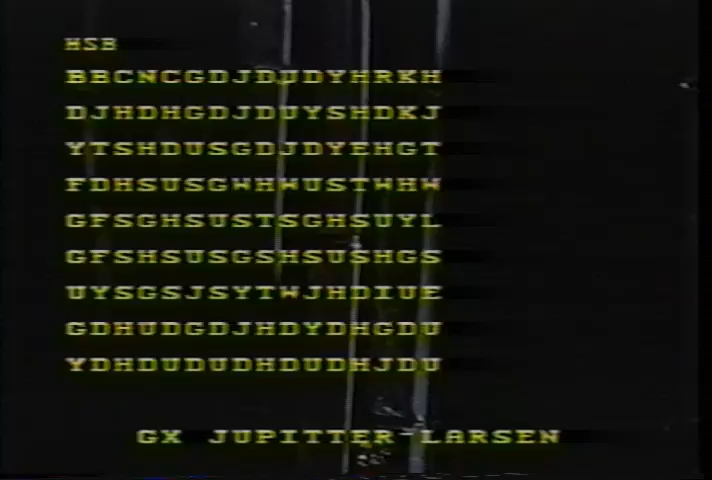 HSB
BBCNCGDJDUDYHRKH
DJHDHGDJDUYSHDKJ
YTSHDUSGDJDYEHGT
FDHSUSGWHWUSTWHW
GFSGHSUSTSGHSUYL
GFSHSUSGSHSUSHGS
UYSGSJSYTWJHDIUE
GDHUDGDJHDYDHGDU
YDHDUDUDHDUDHJDU
GX JUPITTER-LARSEN